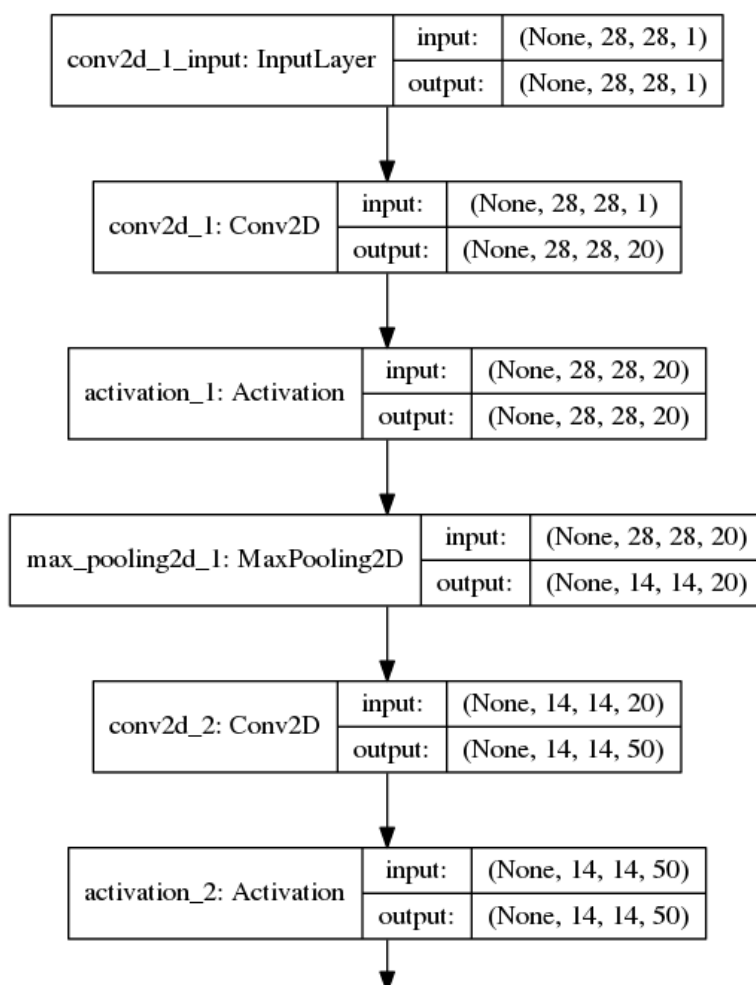 conv2d_1_input: InputLayer
input: (None, 28, 28, 1)
output: (None, 28, 28, 1)
conv2d_1: Conv2D
input: (None, 28, 28, 1)
output: (None, 28, 28, 20)
activation_1: Activation
input: (None, 28, 28, 20)
output: (None, 28, 28, 20)
max_pooling2d_1: MaxPooling2D
input: (None, 28, 28, 20)
output: (None, 14, 14, 20)
conv2d_2: Conv2D
input: (None, 14, 14, 20)
output: (None, 14, 14, 50)
activation_2: Activation
input: (None, 14, 14, 50)
output: (None, 14, 14, 50)